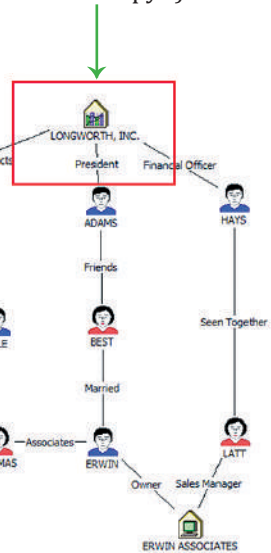 LONGWORTH, INC.
President
Financial Officer
ADAMS
HAYS
Friends
Seen Together
BEST
Married
Associates
ERWIN
LATT
Owner
Sales Manager
ERWIN ASSOCIATES